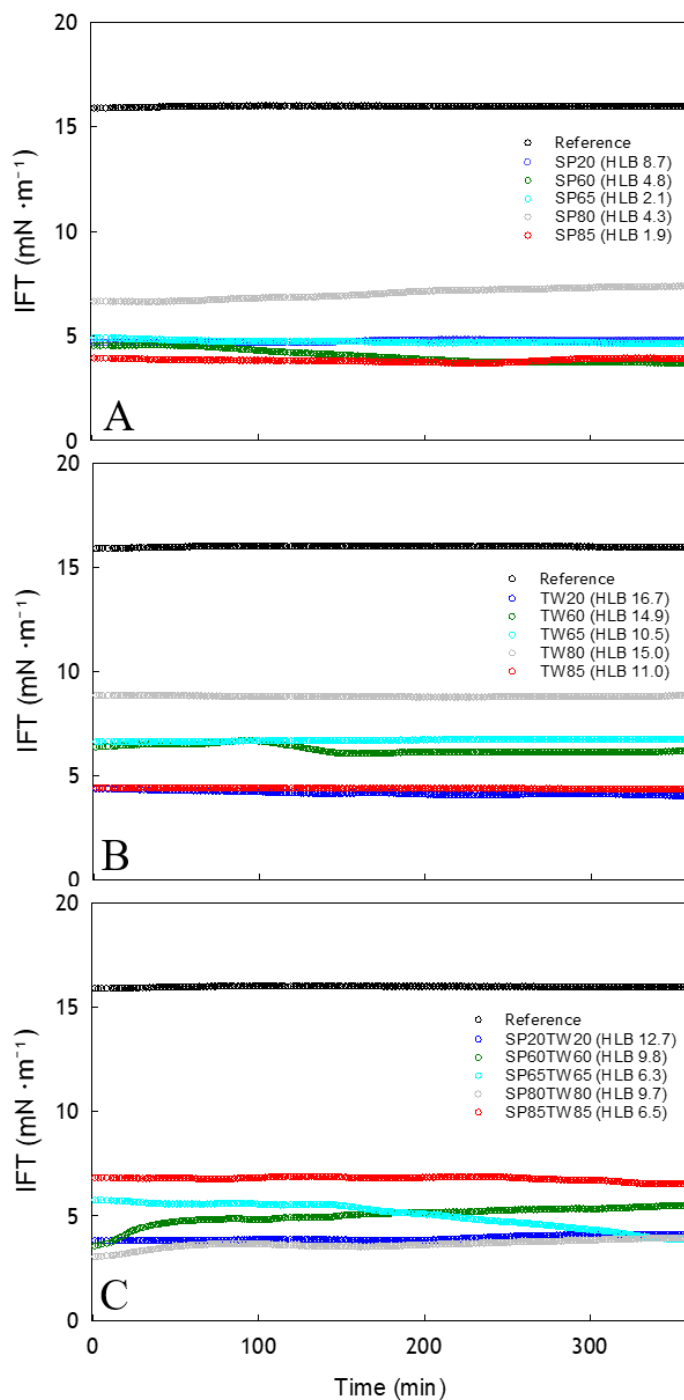 20
15
10
5
0
IFT (mN ·m⁻¹)
Reference
SP20 (HLB 8.7)
SP60 (HLB 4.8)
SP65 (HLB 2.1)
SP80 (HLB 4.3)
SP85 (HLB 1.9)
A
20
15
10
5
0
IFT (mN ·m⁻¹)
Reference
TW20 (HLB 16.7)
TW60 (HLB 14.9)
TW65 (HLB 10.5)
TW80 (HLB 15.0)
TW85 (HLB 11.0)
B
20
15
10
5
0
IFT (mN ·m⁻¹)
Reference
SP20TW20 (HLB 12.7)
SP60TW60 (HLB 9.8)
SP65TW65 (HLB 6.3)
SP80TW80 (HLB 9.7)
SP85TW85 (HLB 6.5)
C
0 100 200 300
Time (min)